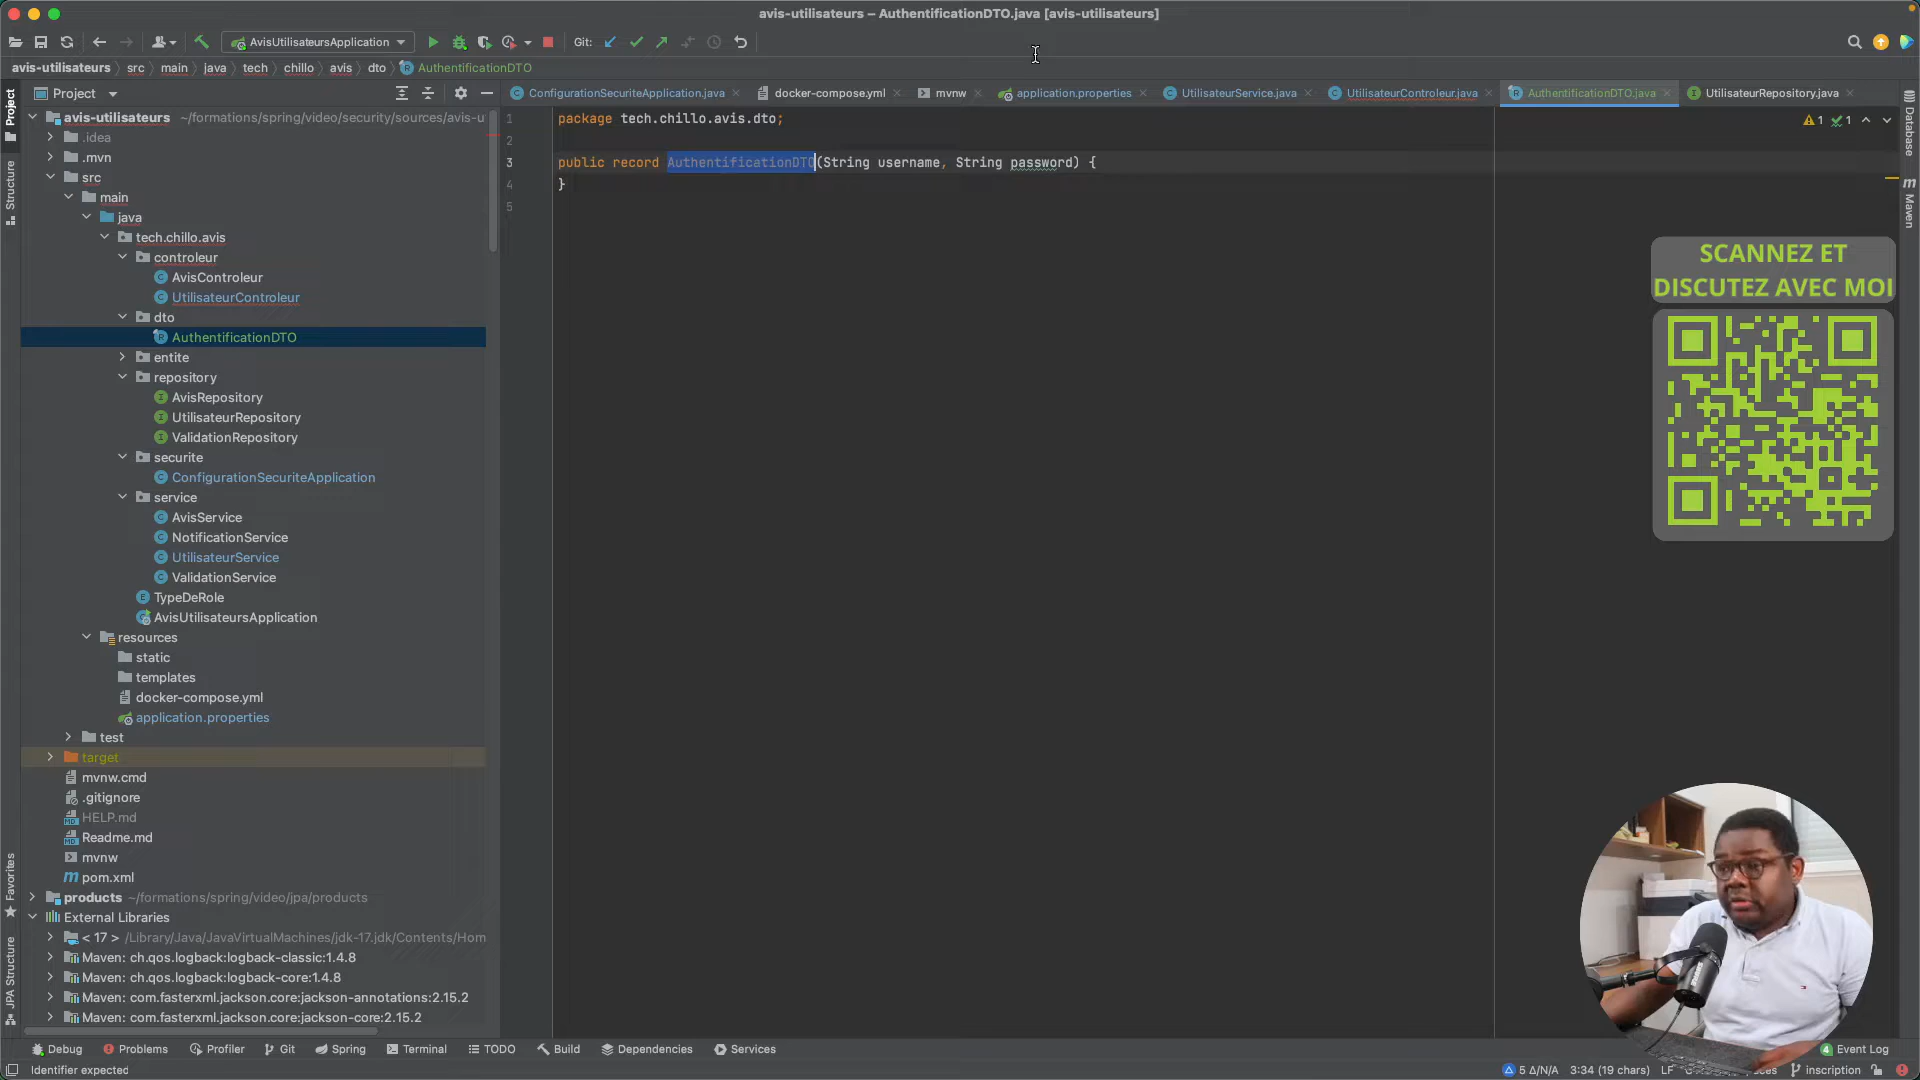 avis-utilisateurs – AuthentificationDTO.java [avis-utilisateurs]
AvisUtilisateursApplication
Git:
avis-utilisateurs
src
main
java
tech
chillo
avis
dto
AuthentificationDTO
Project
ConfigurationSecuriteApplication.java
docker-compose.yml
mvnw
application.properties
UtilisateurService.java
UtilisateurControleur.java
AuthentificationDTO.java
UtilisateurRepository.java
Project
Structure
Favorites
JPA Structure
Database
Maven
avis-utilisateurs ~/formations/spring/video/security/sources/avis-u
.idea
.mvn
src
main
java
tech.chillo.avis
controleur
AvisControleur
UtilisateurControleur
dto
AuthentificationDTO
entite
repository
AvisRepository
UtilisateurRepository
ValidationRepository
securite
ConfigurationSecuriteApplication
service
AvisService
NotificationService
UtilisateurService
ValidationService
TypeDeRole
AvisUtilisateursApplication
resources
static
templates
docker-compose.yml
application.properties
test
target
mvnw.cmd
.gitignore
HELP.md
Readme.md
mvnw
pom.xml
products ~/formations/spring/video/jpa/products
External Libraries
< 17 > /Library/Java/JavaVirtualMachines/jdk-17.jdk/Contents/Hom
Maven: ch.qos.logback:logback-classic:1.4.8
Maven: ch.qos.logback:logback-core:1.4.8
Maven: com.fasterxml.jackson.core:jackson-annotations:2.15.2
Maven: com.fasterxml.jackson.core:jackson-core:2.15.2
1 package tech.chillo.avis.dto;
2
3 public record AuthentificationDTO(String username, String password) {
4 }
5
1 1
SCANNEZ ET
DISCUTEZ AVEC MOI
Debug
Problems
Profiler
Git
Spring
Terminal
TODO
Build
Dependencies
Services
4 Event Log
Identifier expected
5 Δ/N/A
3:34 (19 chars)
LF
inscription